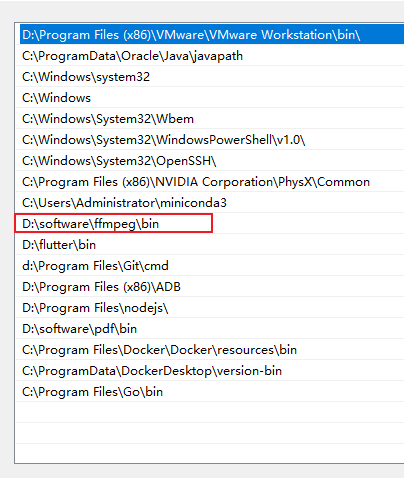 D:\Program Files (x86)\VMware\VMware Workstation\bin\
C:\ProgramData\Oracle\Java\javapath
C:\Windows\system32
C:\Windows
C:\Windows\System32\Wbem
C:\Windows\System32\WindowsPowerShell\v1.0\
C:\Windows\System32\OpenSSH\
C:\Program Files (x86)\NVIDIA Corporation\PhysX\Common
C:\Users\Administrator\miniconda3
D:\software\ffmpeg\bin
D:\flutter\bin
d:\Program Files\Git\cmd
D:\Program Files (x86)\ADB
D:\Program Files\nodejs\
D:\software\pdf\bin
C:\Program Files\Docker\Docker\resources\bin
C:\ProgramData\DockerDesktop\version-bin
C:\Program Files\Go\bin